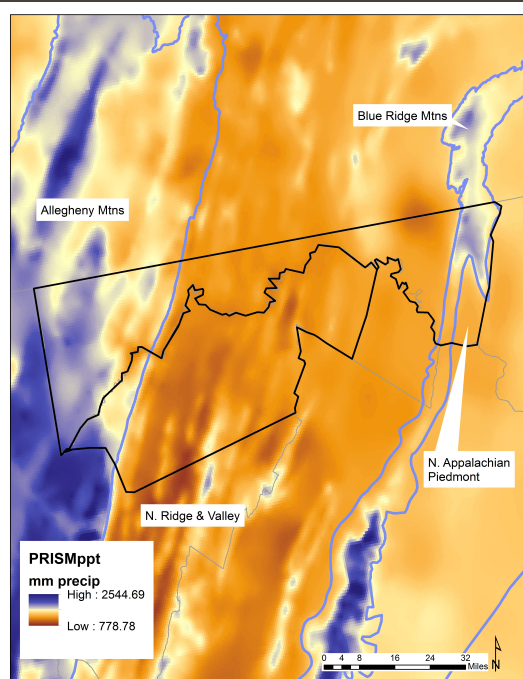 Blue Ridge Mtns
Allegheny Mtns
N. Appalachian
Piedmont
N. Ridge & Valley
PRISMppt
mm precip
High : 2544.69
Low : 778.78
0 4 8 16 24 32
Miles
N